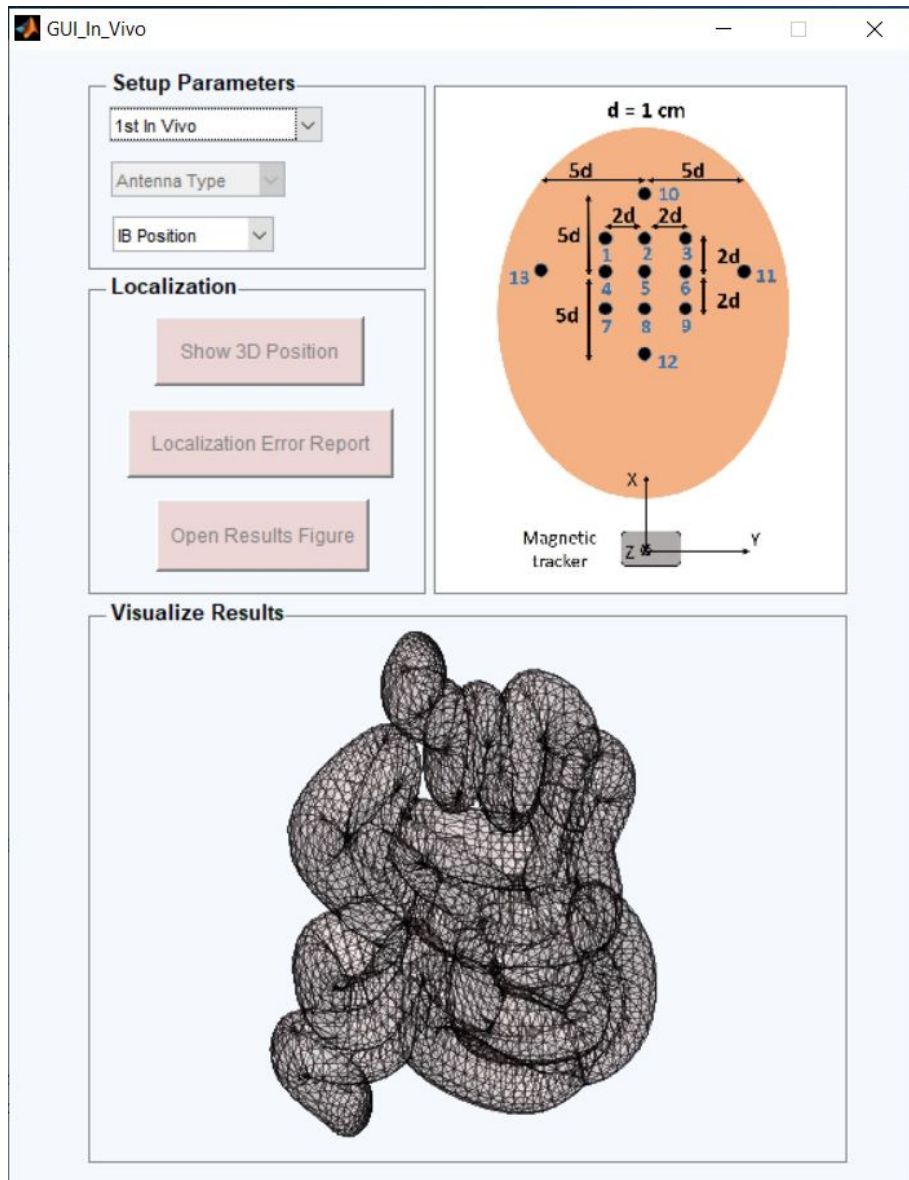 GUI_In_Vivo
Setup Parameters
1st In Vivo
Antenna Type
IB Position
Localization
Show 3D Position
Localization Error Report
Open Results Figure
d = 1 cm
5d 5d
10
2d 2d
5d
1 2 3
2d
13 11
4 5 6
2d
5d
7 8 9
12
X
Magnetic
tracker
Z
Y
Visualize Results